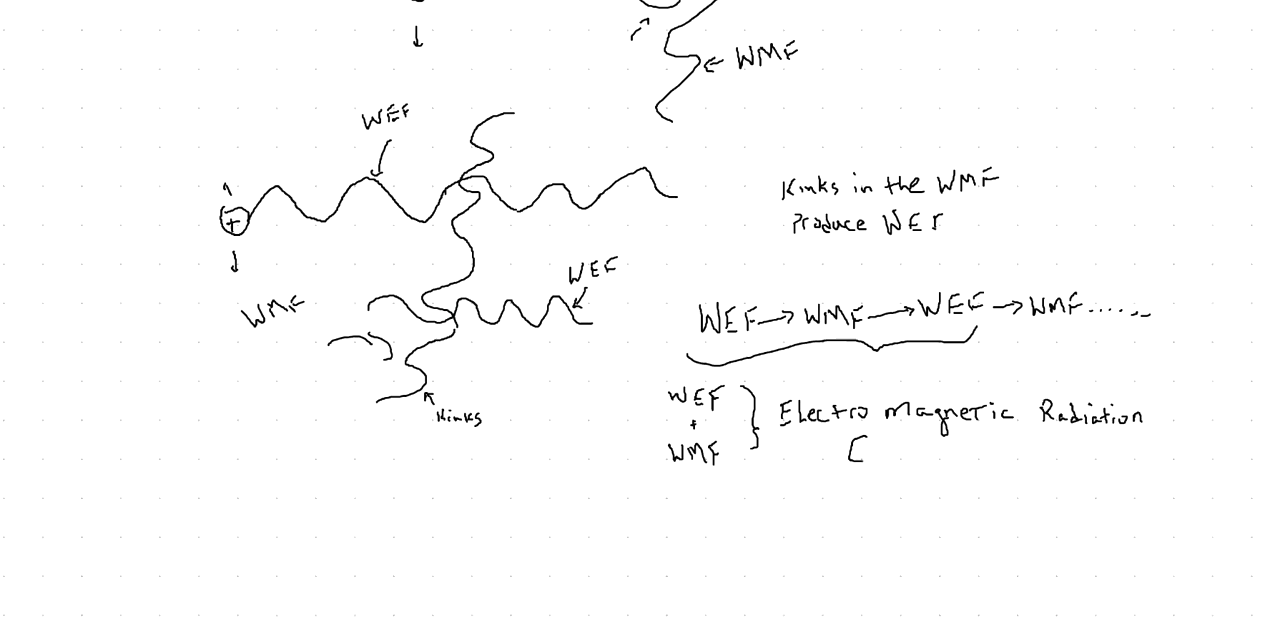 WMF
WEF
+
WMF
WEF
Kinks
Kinks in the WMF
Produce WEF
WEF → WMF → WEF → WMF ......
WEF
+
WMF
Electro Magnetic Radiation
[